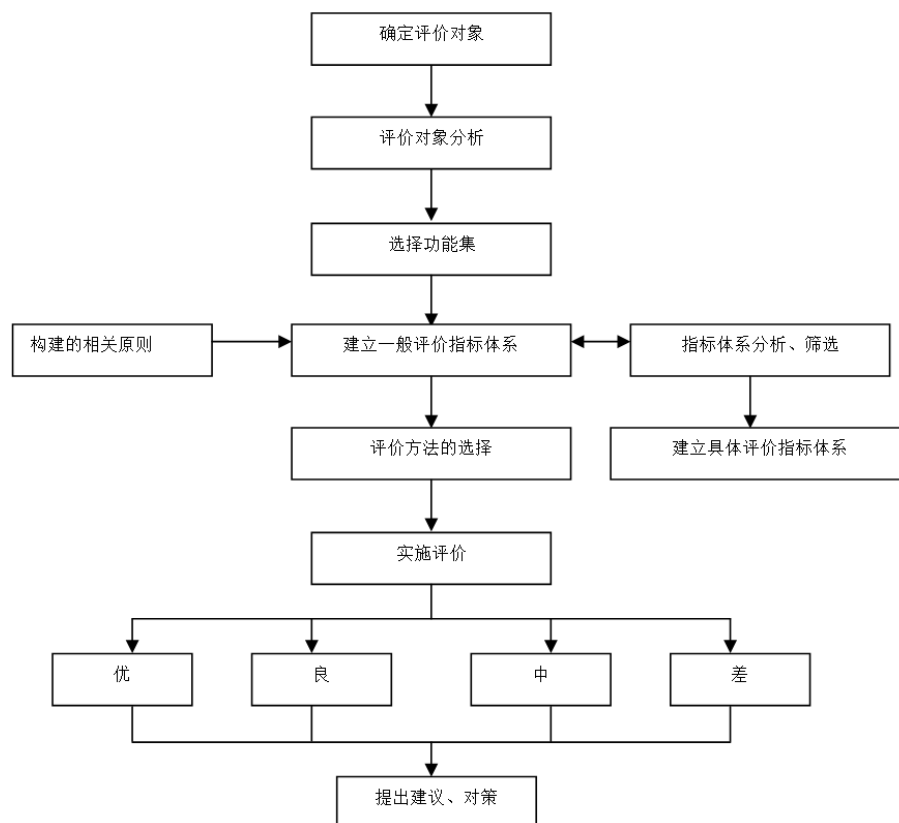 确定评价对象
评价对象分析
选择功能集
构建的相关原则
建立一般评价指标体系
指标体系分析、筛选
评价方法的选择
建立具体评价指标体系
实施评价
优
良
中
差
提出建议、对策